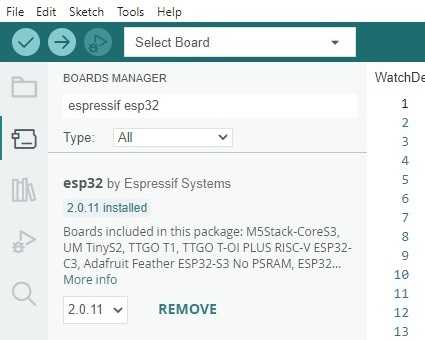 File Edit Sketch Tools Help
Select Board
BOARDS MANAGER
espressif esp32
Type: All
esp32 by Espressif Systems
2.0.11 installed
Boards included in this package: M5Stack-CoreS3,
UM TinyS2, TTGO T1, TTGO T-OI PLUS RISC-V ESP32-
C3, Adafruit Feather ESP32-S3 No PSRAM, ESP32...
More info
2.0.11 REMOVE
WatchDe
1
2
3
4
5
6
7
8
9
10
11
12
13